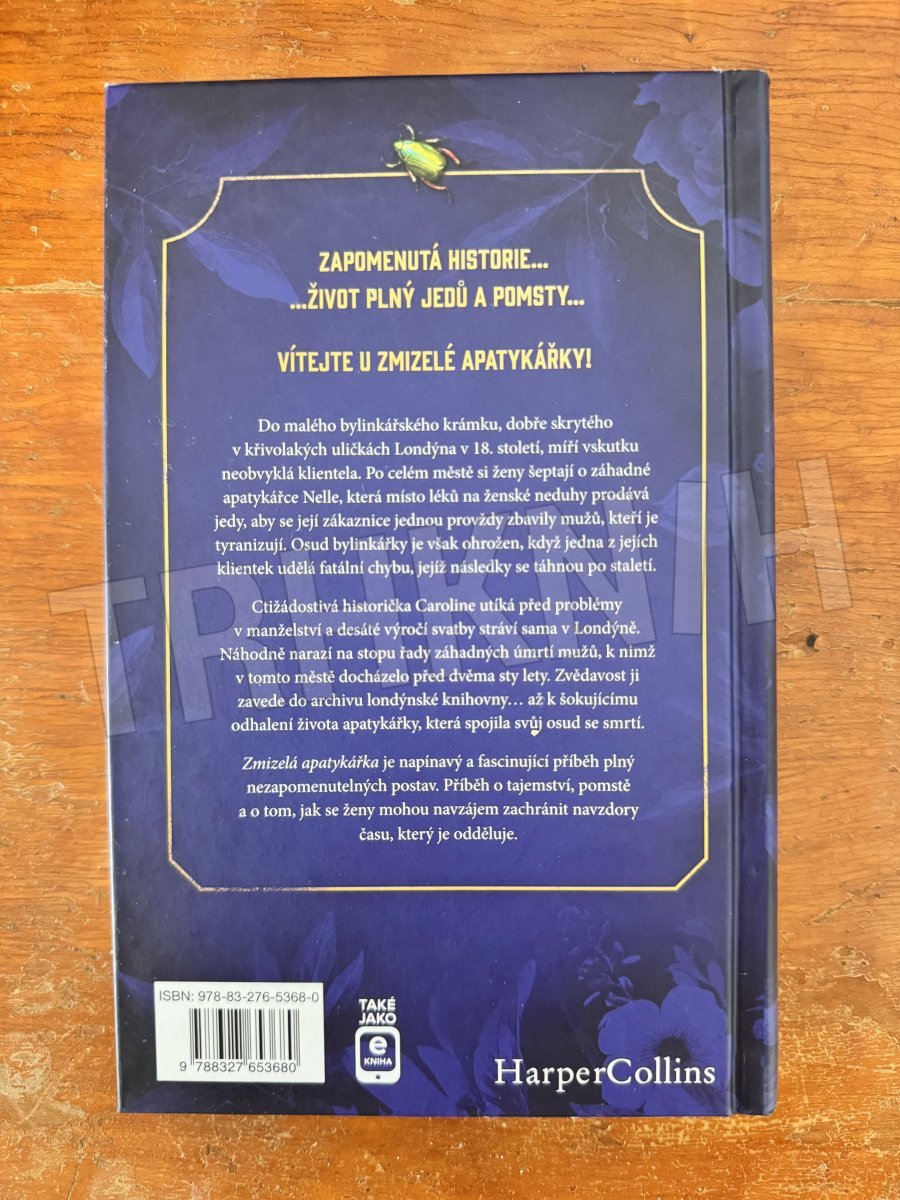 ZAPOMENUTÁ HISTORIE...
...ŽIVOT PLNÝ JEDŮ A POMSTY...
VÍTEJTE U ZMIZELÉ APATYKÁŘKY!
Do malého bylinkářského krámku, dobře skrytého
v křivolakých uličkách Londýna v 18. století, míří vskutku
neobvyklá klientela. Po celém městě si ženy šeptají o záhadné
apatykářce Nelle, která místo léků na ženské neduhy prodává
jedy, aby se její zákaznice jednou provždy zbavily mužů, kteří je
tyranizují. Osud bylinkářky je však ohrožen, když jedna z jejích
klientek udělá fatální chybu, jejíž následky se táhnou po staletí.
Ctižádostivá historička Caroline utíká před problémy
v manželství a desáté výročí svatby stráví sama v Londýně.
Náhodně narazí na stopu řady záhadných úmrtí mužů, k nimž
v tomto městě docházelo před dvěma sty lety. Zvědavost ji
zavede do archivu londýnské knihovny… až k šokujícímu
odhalení života apatykářky, která spojila svůj osud se smrtí.
Zmizelá apatykářka je napínavý a fascinující příběh plný
nezapomenutelných postav. Příběh o tajemství, pomstě
a o tom, jak se ženy mohou navzájem zachránit navzdory
času, který je odděluje.
ISBN: 978-83-276-5368-0
9 788327 653680
TAKÉ
JAKO
e
KNIHA
HarperCollins
TRHKNIH